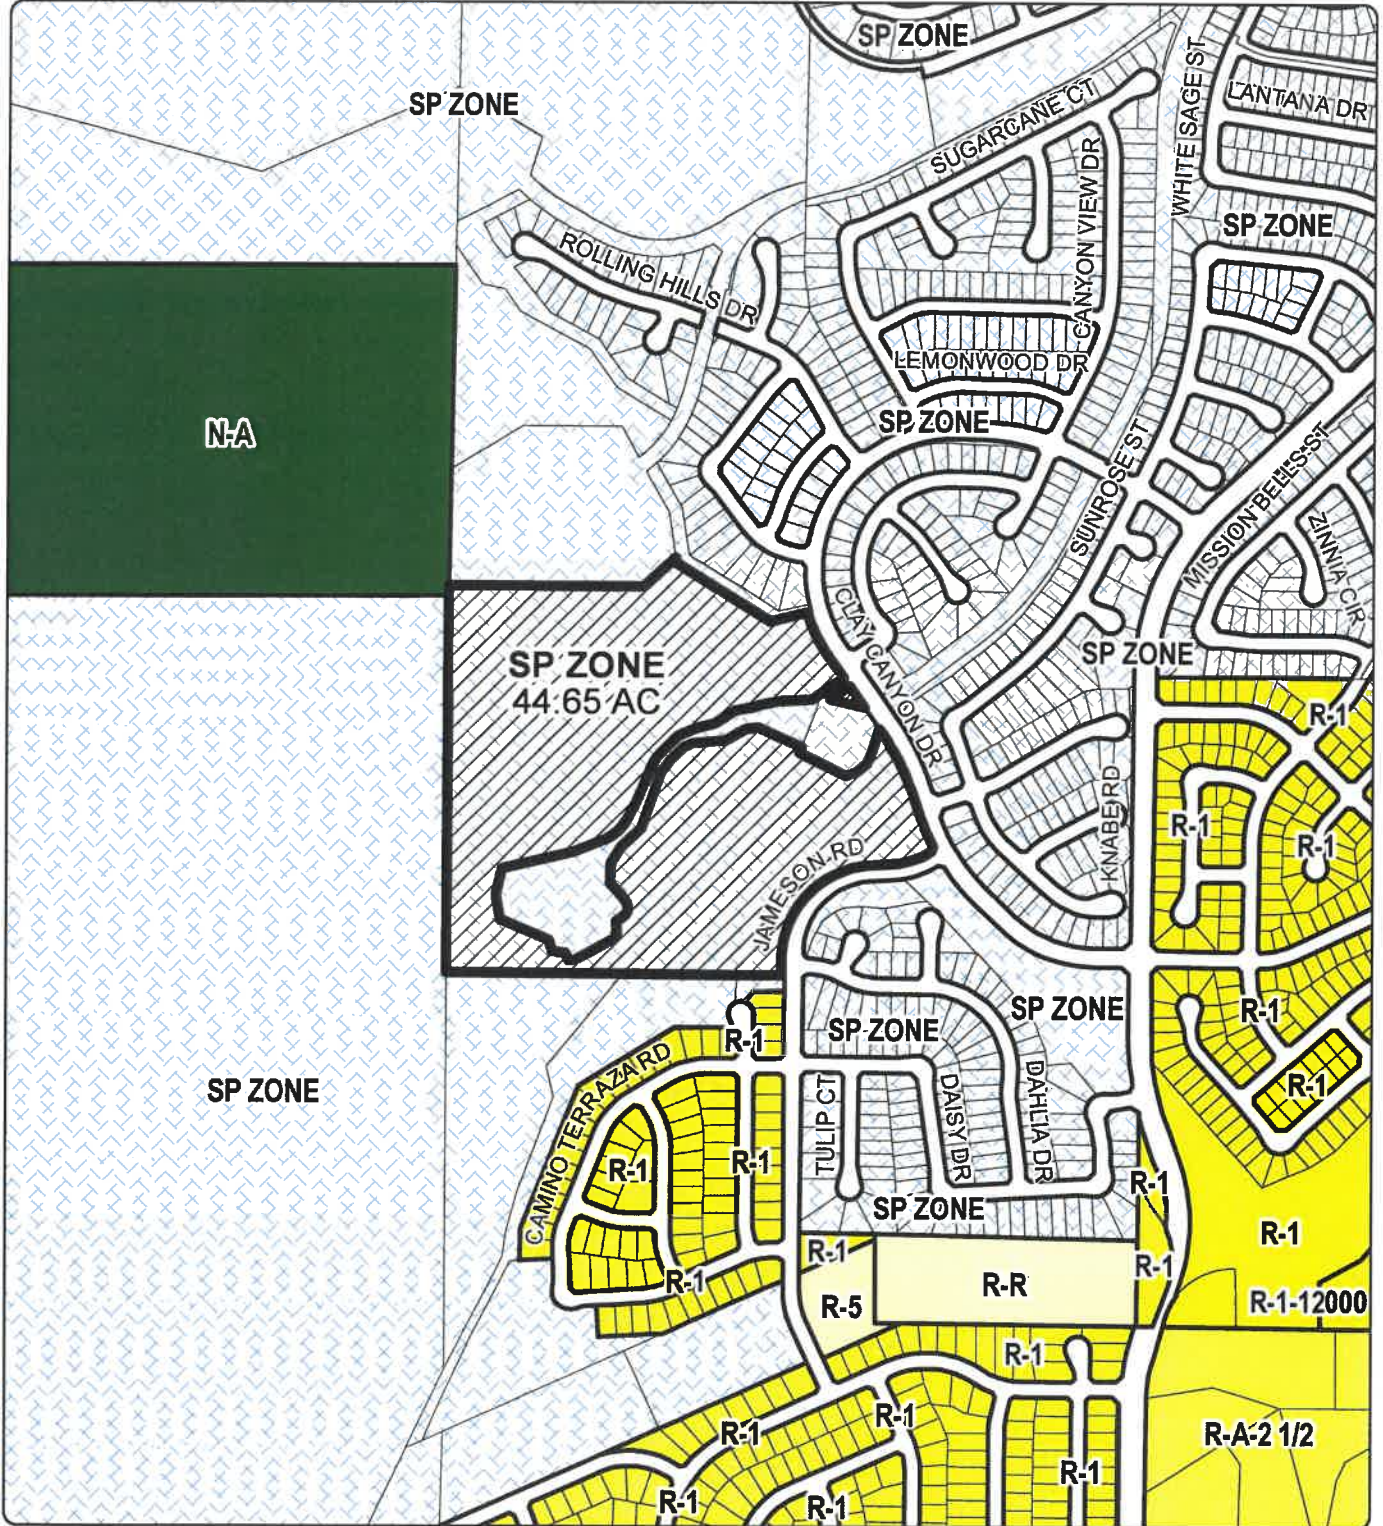 SP ZONE
SP ZONE
LANTANA DR
SUGARCANE CT
WHITE SAGE ST
CANYON VIEW DR
SP ZONE
ROLLING HILLS DR
LEMONWOOD DR
SP ZONE
N-A
SUNROSE ST
MISSION BELLS ST
ZINNIA CIR
CLAY CANYON DR
SP ZONE
SP ZONE
44.65 AC
R-1
KNABE RD
R-1
R-1
JAMESON RD
SP ZONE
R-1
SP ZONE
R-1
CAMINO TERRAZA RD
SP ZONE
R-1
TULIP CT
DAISY DR
DAHLIA DR
R-1
R-1
R-1
SP ZONE
R-1
R-1
R-1
R-1
R-R
R-5
R-1-12000
R-1
R-1
R-1
R-A-2 1/2
R-1
R-1
R-1